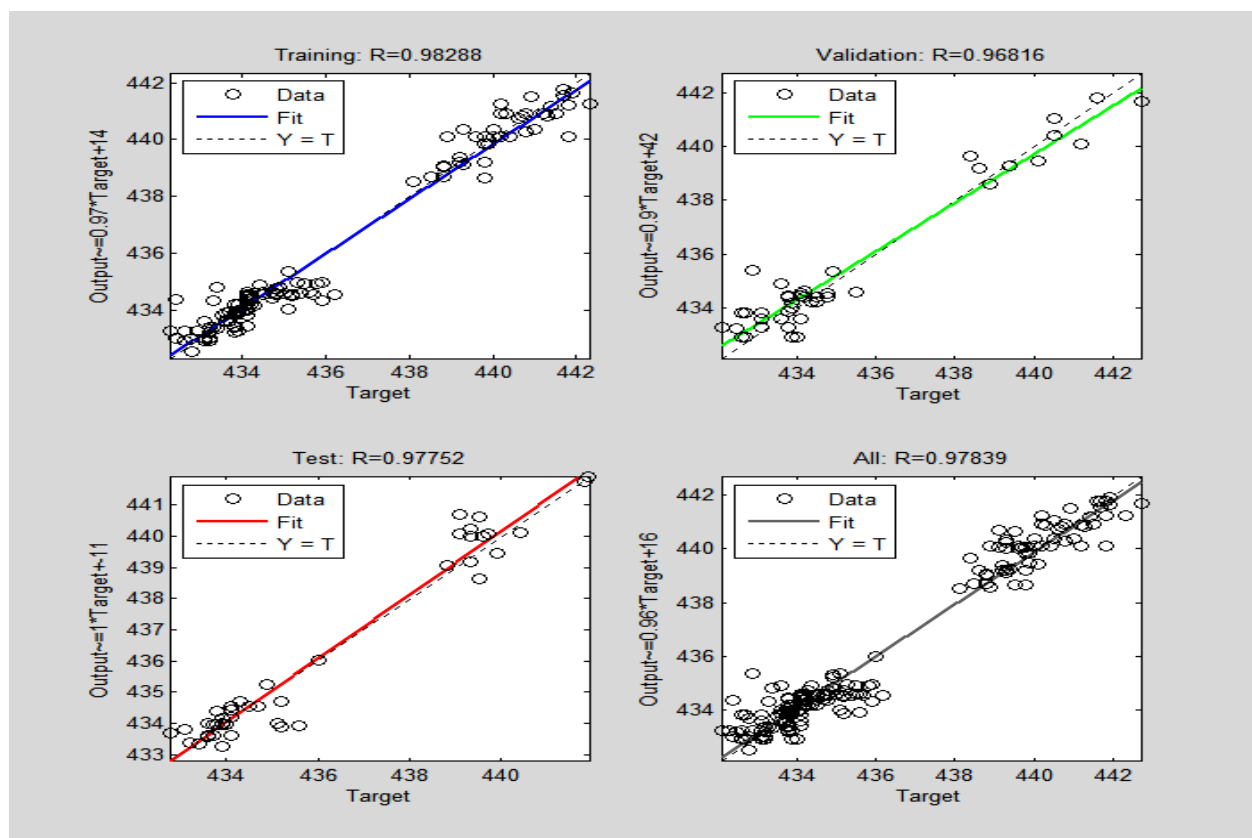 Training: R=0.98288
Output~=0.97*Target+14
442
440
438
436
434
Data
Fit
Y = T
434 436 438 440 442
Target
Validation: R=0.96816
Output~=0.9*Target+42
442
440
438
436
434
Data
Fit
Y = T
434 436 438 440 442
Target
Test: R=0.97752
Output~=1*Target+-11
441
440
439
438
437
436
435
434
433
Data
Fit
Y = T
434 436 438 440
Target
All: R=0.97839
Output~=0.96*Target+16
442
440
438
436
434
Data
Fit
Y = T
434 436 438 440 442
Target